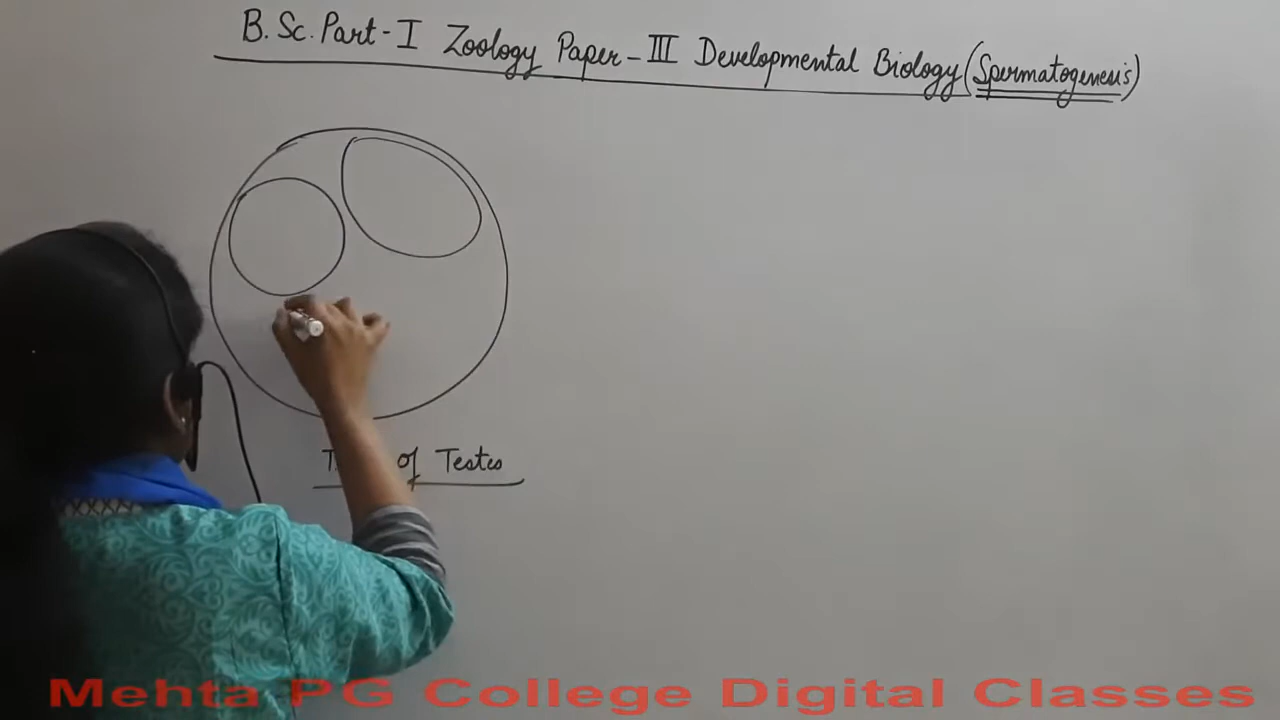 B.Sc. Part-I Zoology Paper-III Developmental Biology (Spermatogenesis)
of Testes
Mehta PG College Digital Classes